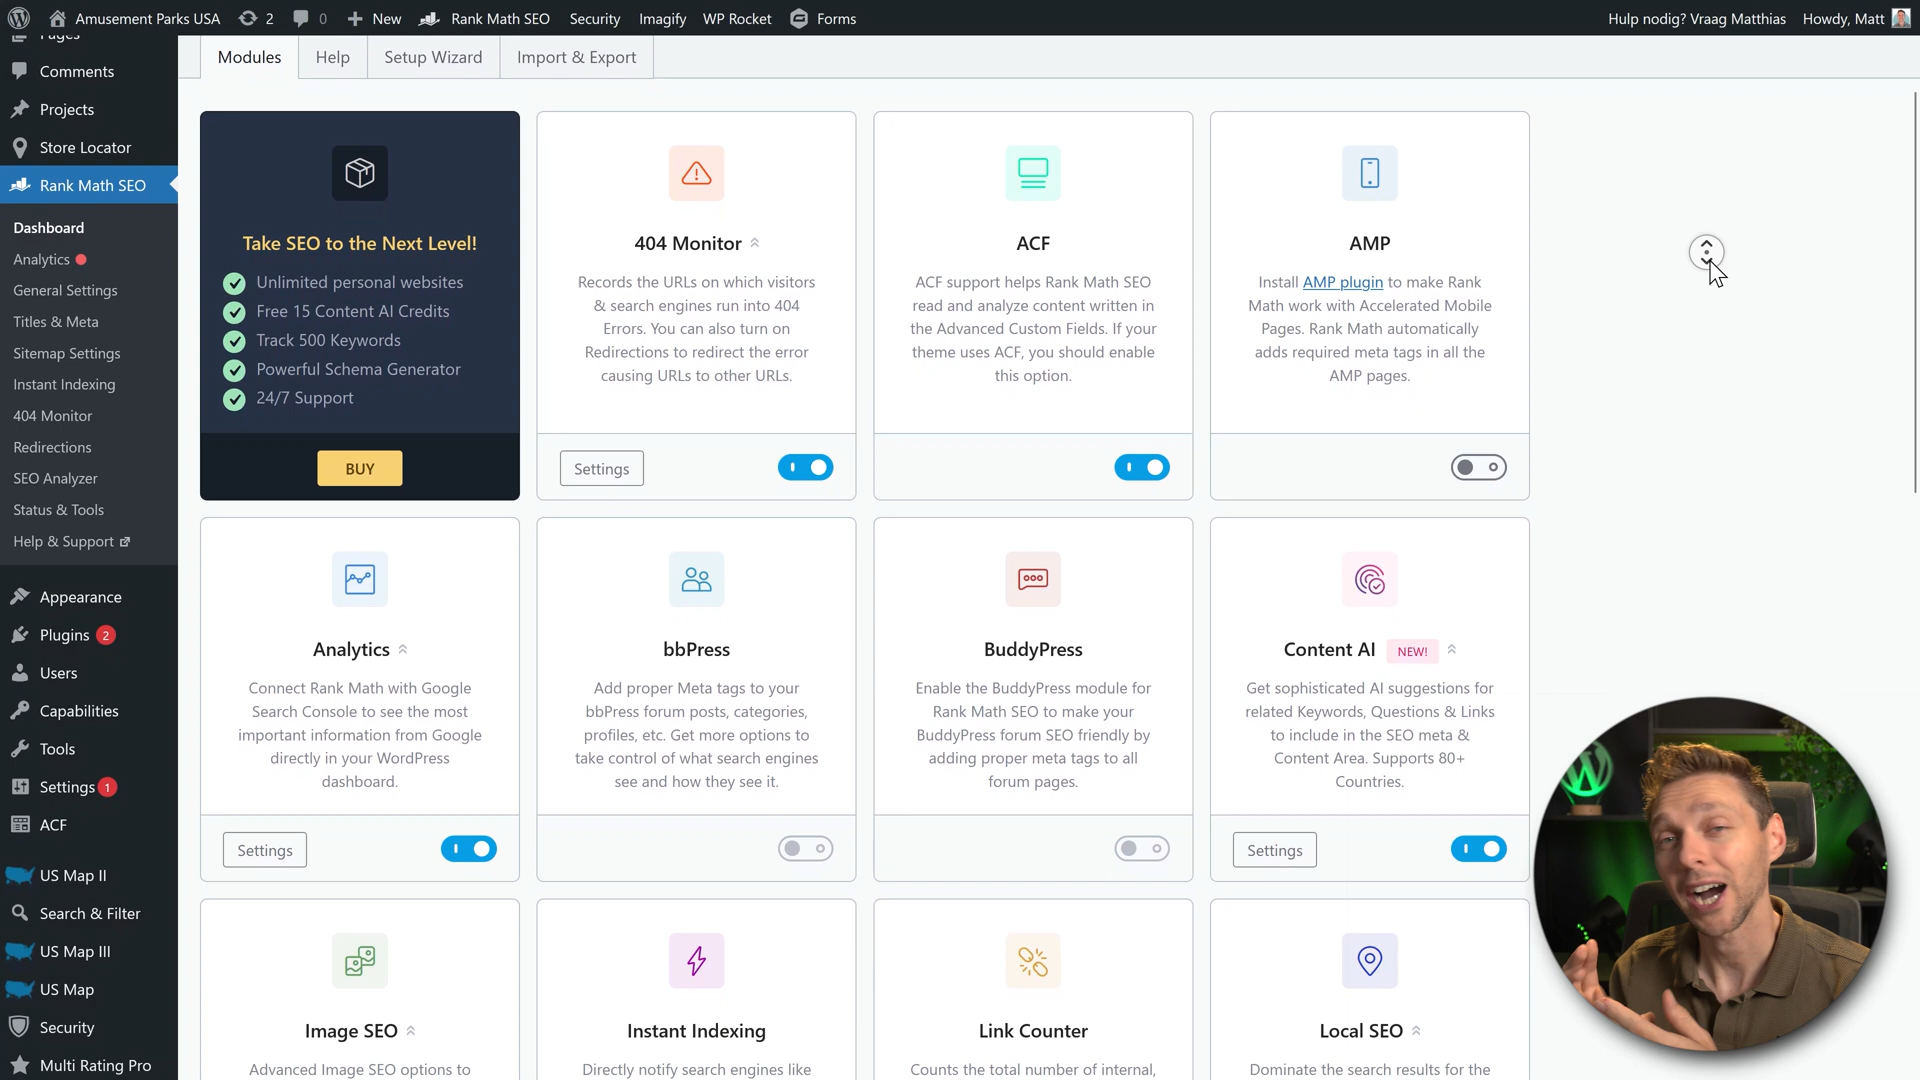 Amusement Parks USA
2
0
New
Rank Math SEO
Security
Imagify
WP Rocket
Forms
Hulp nodig? Vraag Matthias
Howdy, Matt
Pages
Comments
Projects
Store Locator
Rank Math SEO
Dashboard
Analytics
General Settings
Titles & Meta
Sitemap Settings
Instant Indexing
404 Monitor
Redirections
SEO Analyzer
Status & Tools
Help & Support
Appearance
Plugins 2
Users
Capabilities
Tools
Settings 1
ACF
US Map II
Search & Filter
US Map III
US Map
Security
Multi Rating Pro
Modules
Help
Setup Wizard
Import & Export
Take SEO to the Next Level!
Unlimited personal websites
Free 15 Content AI Credits
Track 500 Keywords
Powerful Schema Generator
24/7 Support
BUY
404 Monitor
Records the URLs on which visitors
& search engines run into 404
Errors. You can also turn on
Redirections to redirect the error
causing URLs to other URLs.
Settings
ACF
ACF support helps Rank Math SEO
read and analyze content written in
the Advanced Custom Fields. If your
theme uses ACF, you should enable
this option.
AMP
Install AMP plugin to make Rank
Math work with Accelerated Mobile
Pages. Rank Math automatically
adds required meta tags in all the
AMP pages.
Analytics
Connect Rank Math with Google
Search Console to see the most
important information from Google
directly in your WordPress
dashboard.
Settings
bbPress
Add proper Meta tags to your
bbPress forum posts, categories,
profiles, etc. Get more options to
take control of what search engines
see and how they see it.
BuddyPress
Enable the BuddyPress module for
Rank Math SEO to make your
BuddyPress forum SEO friendly by
adding proper meta tags to all
forum pages.
Content AI NEW!
Get sophisticated AI suggestions for
related Keywords, Questions & Links
to include in the SEO meta &
Content Area. Supports 80+
Countries.
Settings
Image SEO
Advanced Image SEO options to
Instant Indexing
Directly notify search engines like
Link Counter
Counts the total number of internal,
Local SEO
Dominate the search results for the